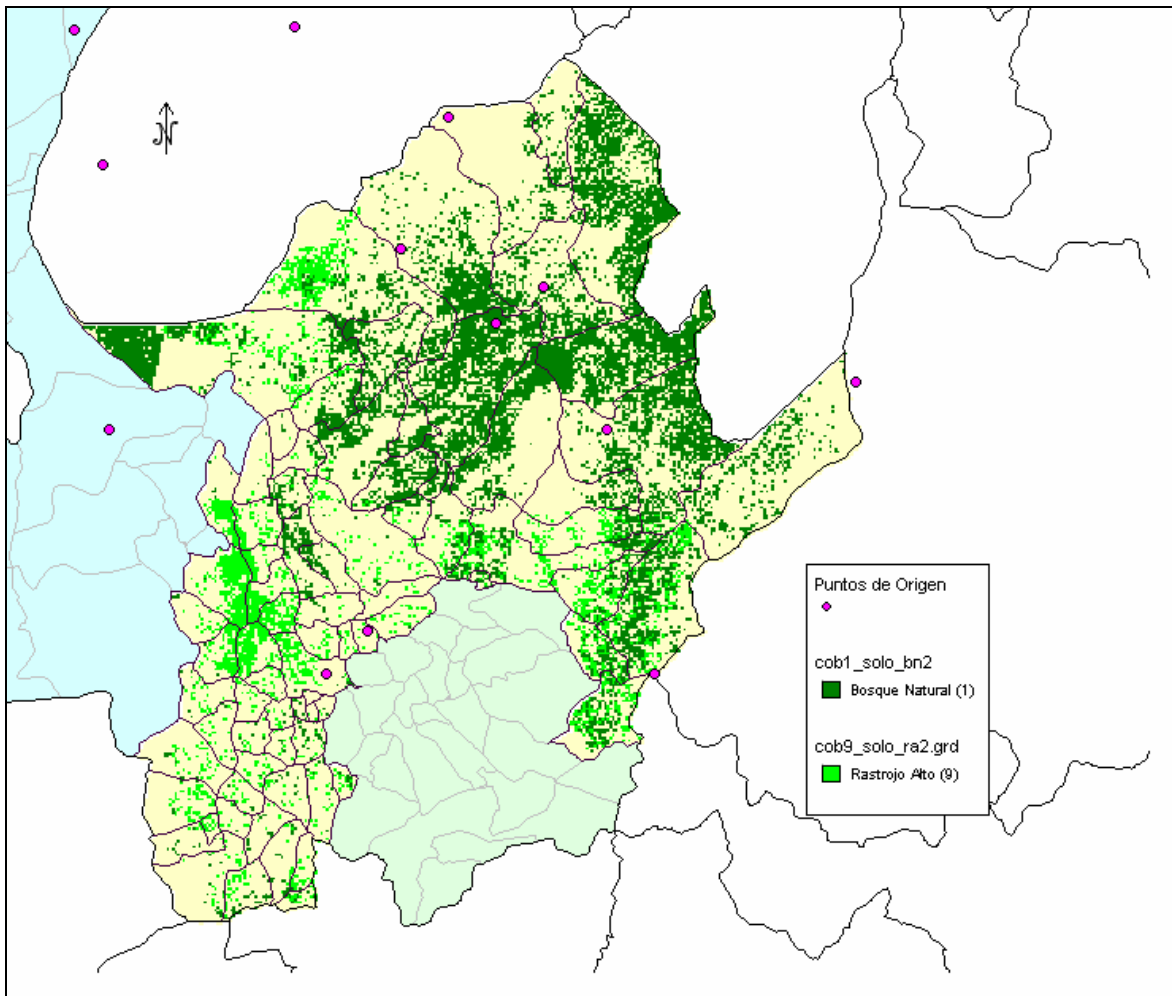 N
Puntos de Origen
cob1_solo_bn2
Bosque Natural (1)
cob9_solo_ra2.grd
Rastrojo Alto (9)